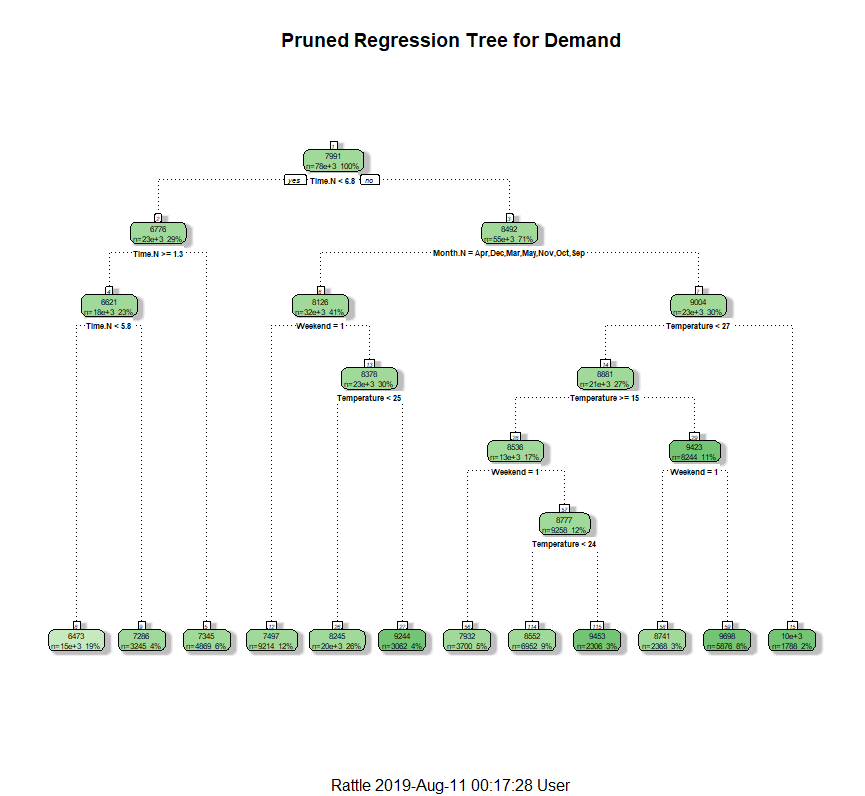 Pruned Regression Tree for Demand
1
7991
n=78e+3 100%
yes Time.N < 6.8 no
2
6776
n=23e+3 29%
3
8492
n=55e+3 71%
Time.N >= 1.3
Month.N = Apr,Dec,Mar,May,Nov,Oct,Sep
4
6621
n=18e+3 23%
6
8126
n=32e+3 41%
7
9004
n=23e+3 30%
Time.N < 5.8
Weekend = 1
Temperature < 27
13
8378
n=23e+3 30%
14
8881
n=21e+3 27%
Temperature < 25
Temperature >= 15
28
8536
n=13e+3 17%
29
9423
n=8244 11%
Weekend = 1
Weekend = 1
57
8777
n=9258 12%
Temperature < 24
8
6473
n=15e+3 19%
9
7286
n=3245 4%
5
7345
n=4869 6%
12
7497
n=9214 12%
26
8245
n=20e+3 26%
27
9244
n=3062 4%
56
7932
n=3700 5%
114
8552
n=6952 9%
115
9453
n=2306 3%
58
8741
n=2368 3%
59
9698
n=5876 8%
15
10e+3
n=1788 2%
Rattle 2019-Aug-11 00:17:28 User